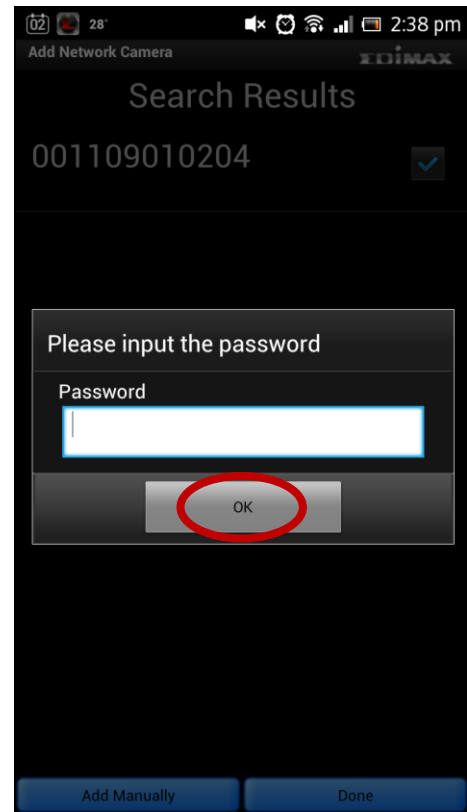 02 28° 2:38 pm
Add Network Camera EDIMAX
Search Results
001109010204
Please input the password
Password
OK
Add Manually Done